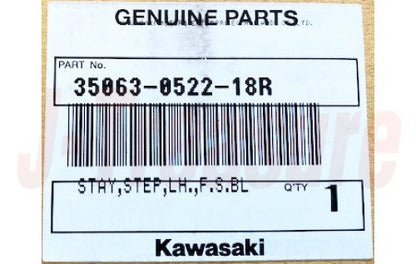 GENUINE PARTS
PART No.
35063-0522-18R
STAY,STEP,LH.,F.S.BL
Q'TY
1
Kawasaki